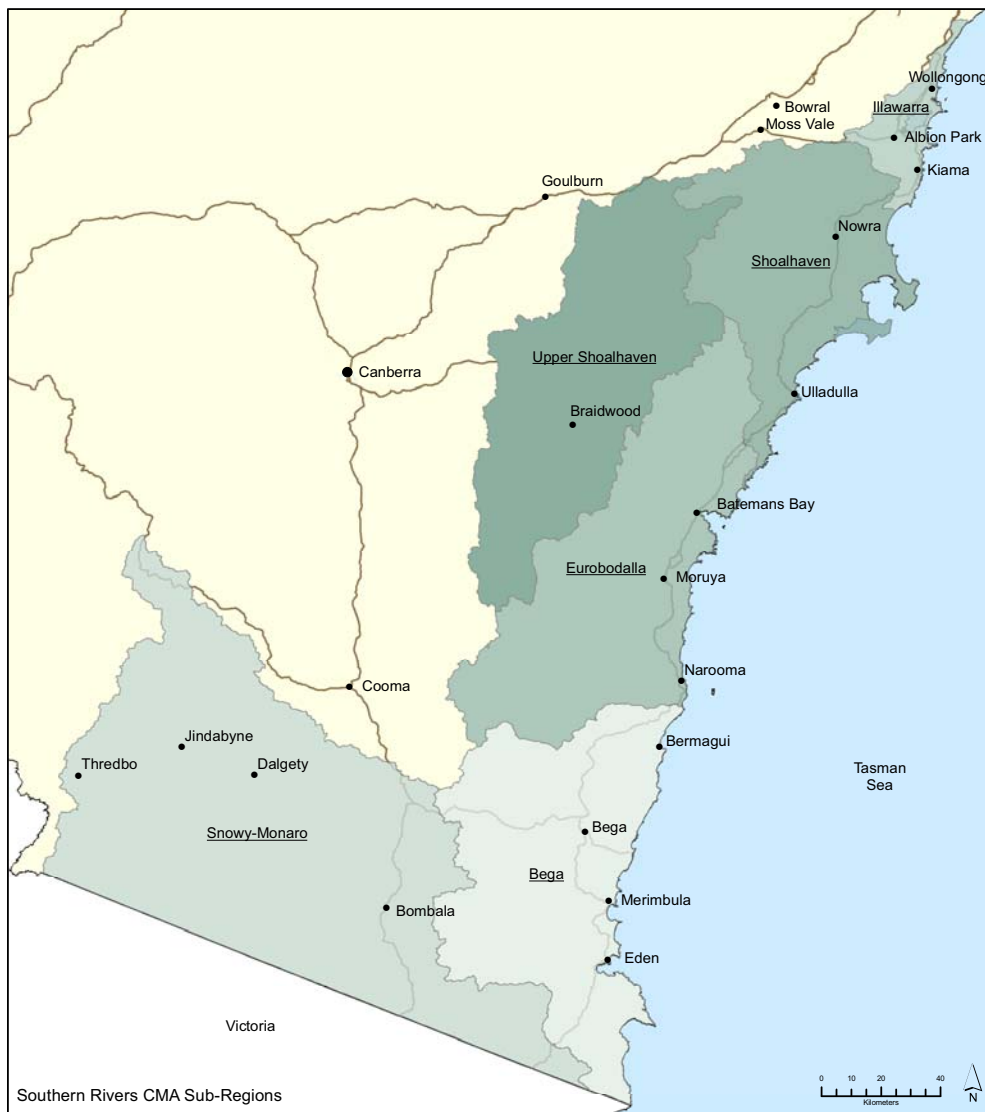 Wollongong
Bowral
Illawarra
Moss Vale
Albion Park
Kiama
Goulburn
Nowra
Shoalhaven
Upper Shoalhaven
Canberra
Ulladulla
Braidwood
Batemans Bay
Eurobodalla
Moruya
Narooma
Cooma
Jindabyne
Bermagui
Thredbo
Dalgety
Tasman
Sea
Snowy-Monaro
Bega
Bega
Merimbula
Bombala
Eden
Victoria
Southern Rivers CMA Sub-Regions
0 10 20 40
Kilometers
N